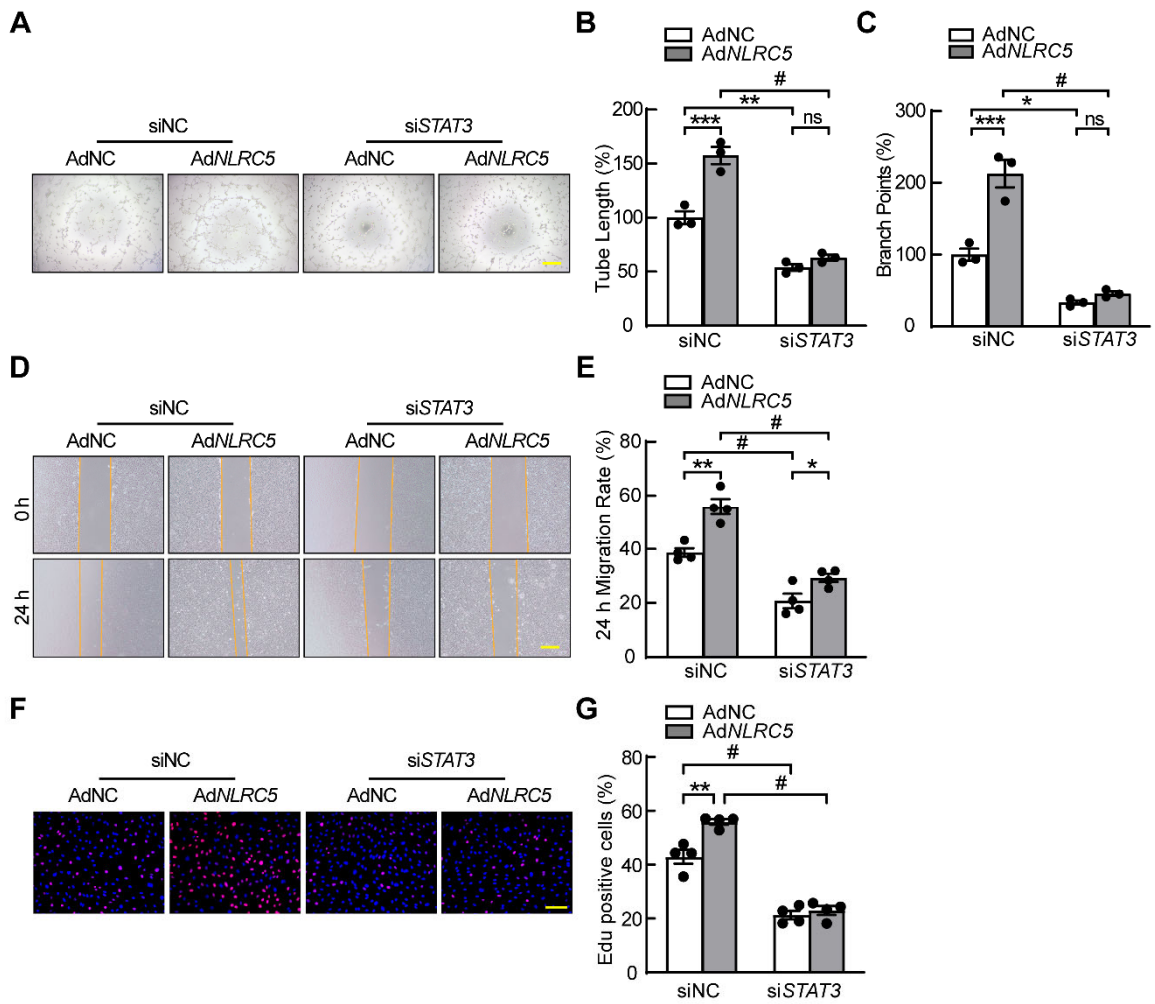 A
siNC
siSTAT3
AdNC
AdNLRC5
AdNC
AdNLRC5
B
AdNC
AdNLRC5
#
**
***
ns
Tube Length (%)
200
150
100
50
0
siNC
siSTAT3
C
AdNC
AdNLRC5
#
*
***
ns
Branch Points (%)
300
200
100
0
siNC
siSTAT3
D
siNC
siSTAT3
AdNC
AdNLRC5
AdNC
AdNLRC5
0 h
24 h
E
AdNC
AdNLRC5
#
#
**
*
24 h Migration Rate (%)
80
60
40
20
0
siNC
siSTAT3
F
siNC
siSTAT3
AdNC
AdNLRC5
AdNC
AdNLRC5
G
AdNC
AdNLRC5
#
**
#
Edu positive cells (%)
80
60
40
20
0
siNC
siSTAT3